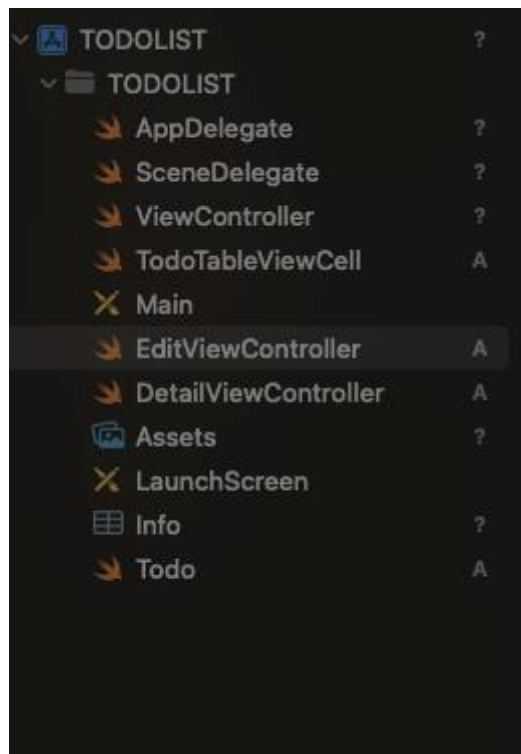 TODOLIST ?
TODOLIST
AppDelegate ?
SceneDelegate ?
ViewController ?
TodoTableViewCell A
Main
EditViewController A
DetailViewController A
Assets ?
LaunchScreen
Info ?
Todo A